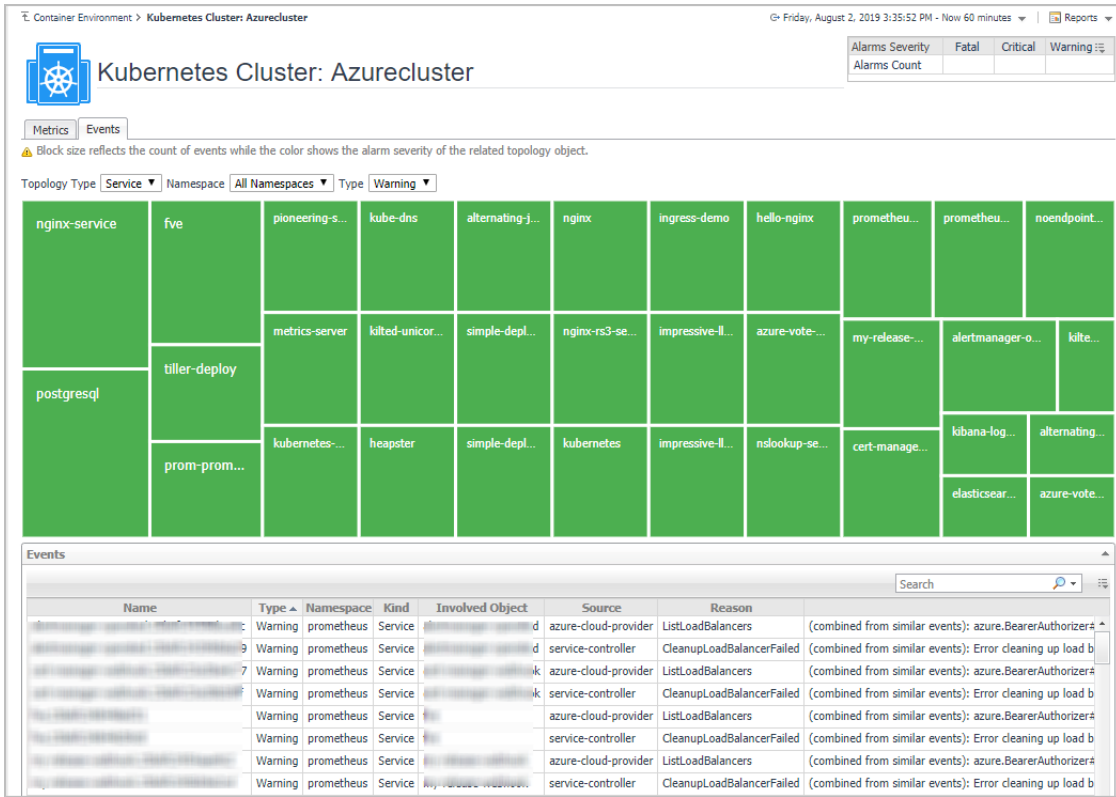 Container Environment > Kubernetes Cluster: Azurecluster
Friday, August 2, 2019 3:35:52 PM - Now 60 minutes Reports
Kubernetes Cluster: Azurecluster
Alarms Severity Fatal Critical Warning
Alarms Count
Metrics Events
Block size reflects the count of events while the color shows the alarm severity of the related topology object.
Topology Type Service Namespace All Namespaces Type Warning
nginx-service fve pioneering-s... kube-dns alternating-j... nginx ingress-demo hello-nginx prometheu... prometheu... noendpoint...
metrics-server kilted-unicor... simple-depl... nginx-rs3-se... impressive-ll... azure-vote-... my-release-... alertmanager-o... kilte...
tiller-deploy
postgresql
kubernetes-... heapster simple-depl... kubernetes impressive-ll... nslookup-se... cert-manage... kibana-log... alternating...
prom-prom...
elasticsear... azure-vote...
Events
Search
Name Type Namespace Kind Involved Object Source Reason
Warning prometheus Service azure-cloud-provider ListLoadBalancers (combined from similar events): azure.BearerAuthorizer#
Warning prometheus Service service-controller CleanupLoadBalancerFailed (combined from similar events): Error cleaning up load b
Warning prometheus Service azure-cloud-provider ListLoadBalancers (combined from similar events): azure.BearerAuthorizer#
Warning prometheus Service service-controller CleanupLoadBalancerFailed (combined from similar events): Error cleaning up load b
Warning prometheus Service azure-cloud-provider ListLoadBalancers (combined from similar events): azure.BearerAuthorizer#
Warning prometheus Service service-controller CleanupLoadBalancerFailed (combined from similar events): Error cleaning up load b
Warning prometheus Service azure-cloud-provider ListLoadBalancers (combined from similar events): azure.BearerAuthorizer#
Warning prometheus Service service-controller CleanupLoadBalancerFailed (combined from similar events): Error cleaning up load b